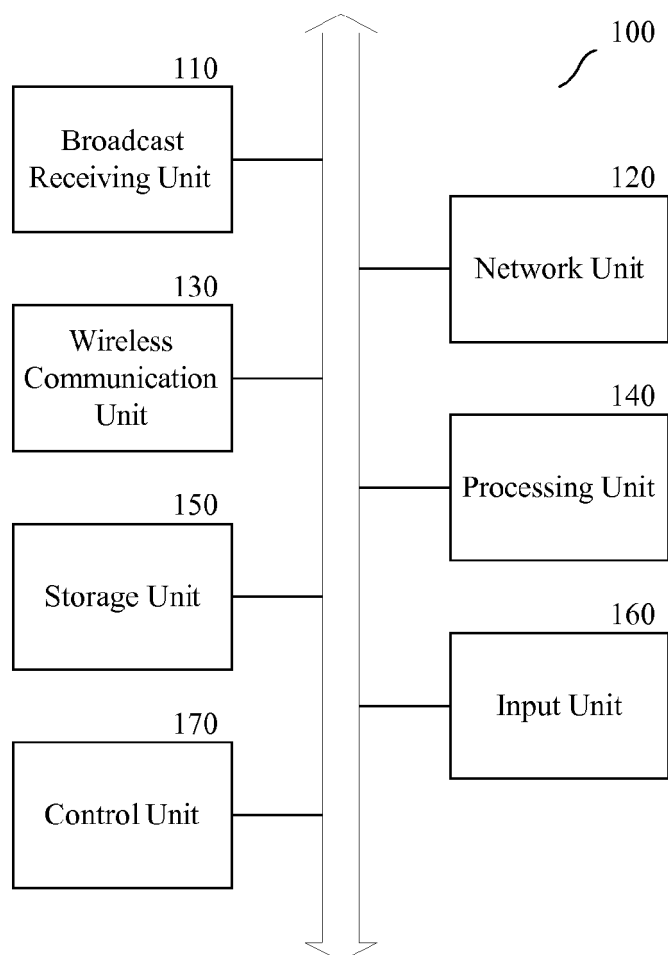 100
110
Broadcast
Receiving Unit
120
Network Unit
130
Wireless
Communication
Unit
140
Processing Unit
150
Storage Unit
160
Input Unit
170
Control Unit